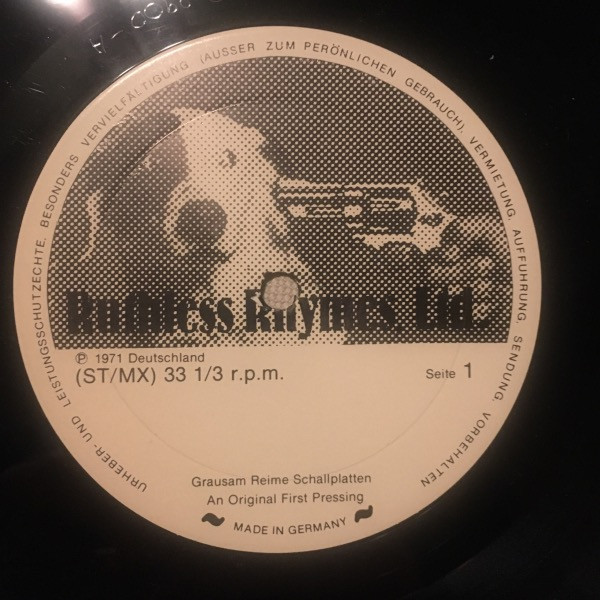 URHEBER- UND LEISTUNGSSCHUTZECHTE, BESONDERS VERVIELFÄLTIGUNG (AUSSER ZUM PERÖNLICHEN GEBRAUCH), VERMIETUNG, AUFFUHRUNG, SENDUNG, VORBEHALTEN
Ruthless Rhymes Ltd.
℗ 1971 Deutschland
(ST/MX) 33 1/3 r.p.m.
Seite 1
Grausam Reime Schallplatten
An Original First Pressing
MADE IN GERMANY